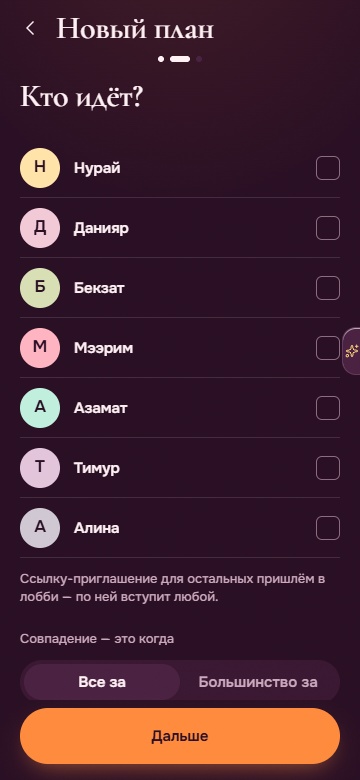 Новый план
Кто идёт?
Н
Нурай
Д
Данияр
Б
Бекзат
М
Мээрим
А
Азамат
Т
Тимур
А
Алина
Ссылку-приглашение для остальных пришлём в
лобби — по ней вступит любой.
Совпадение — это когда
Все за
Большинство за
Дальше